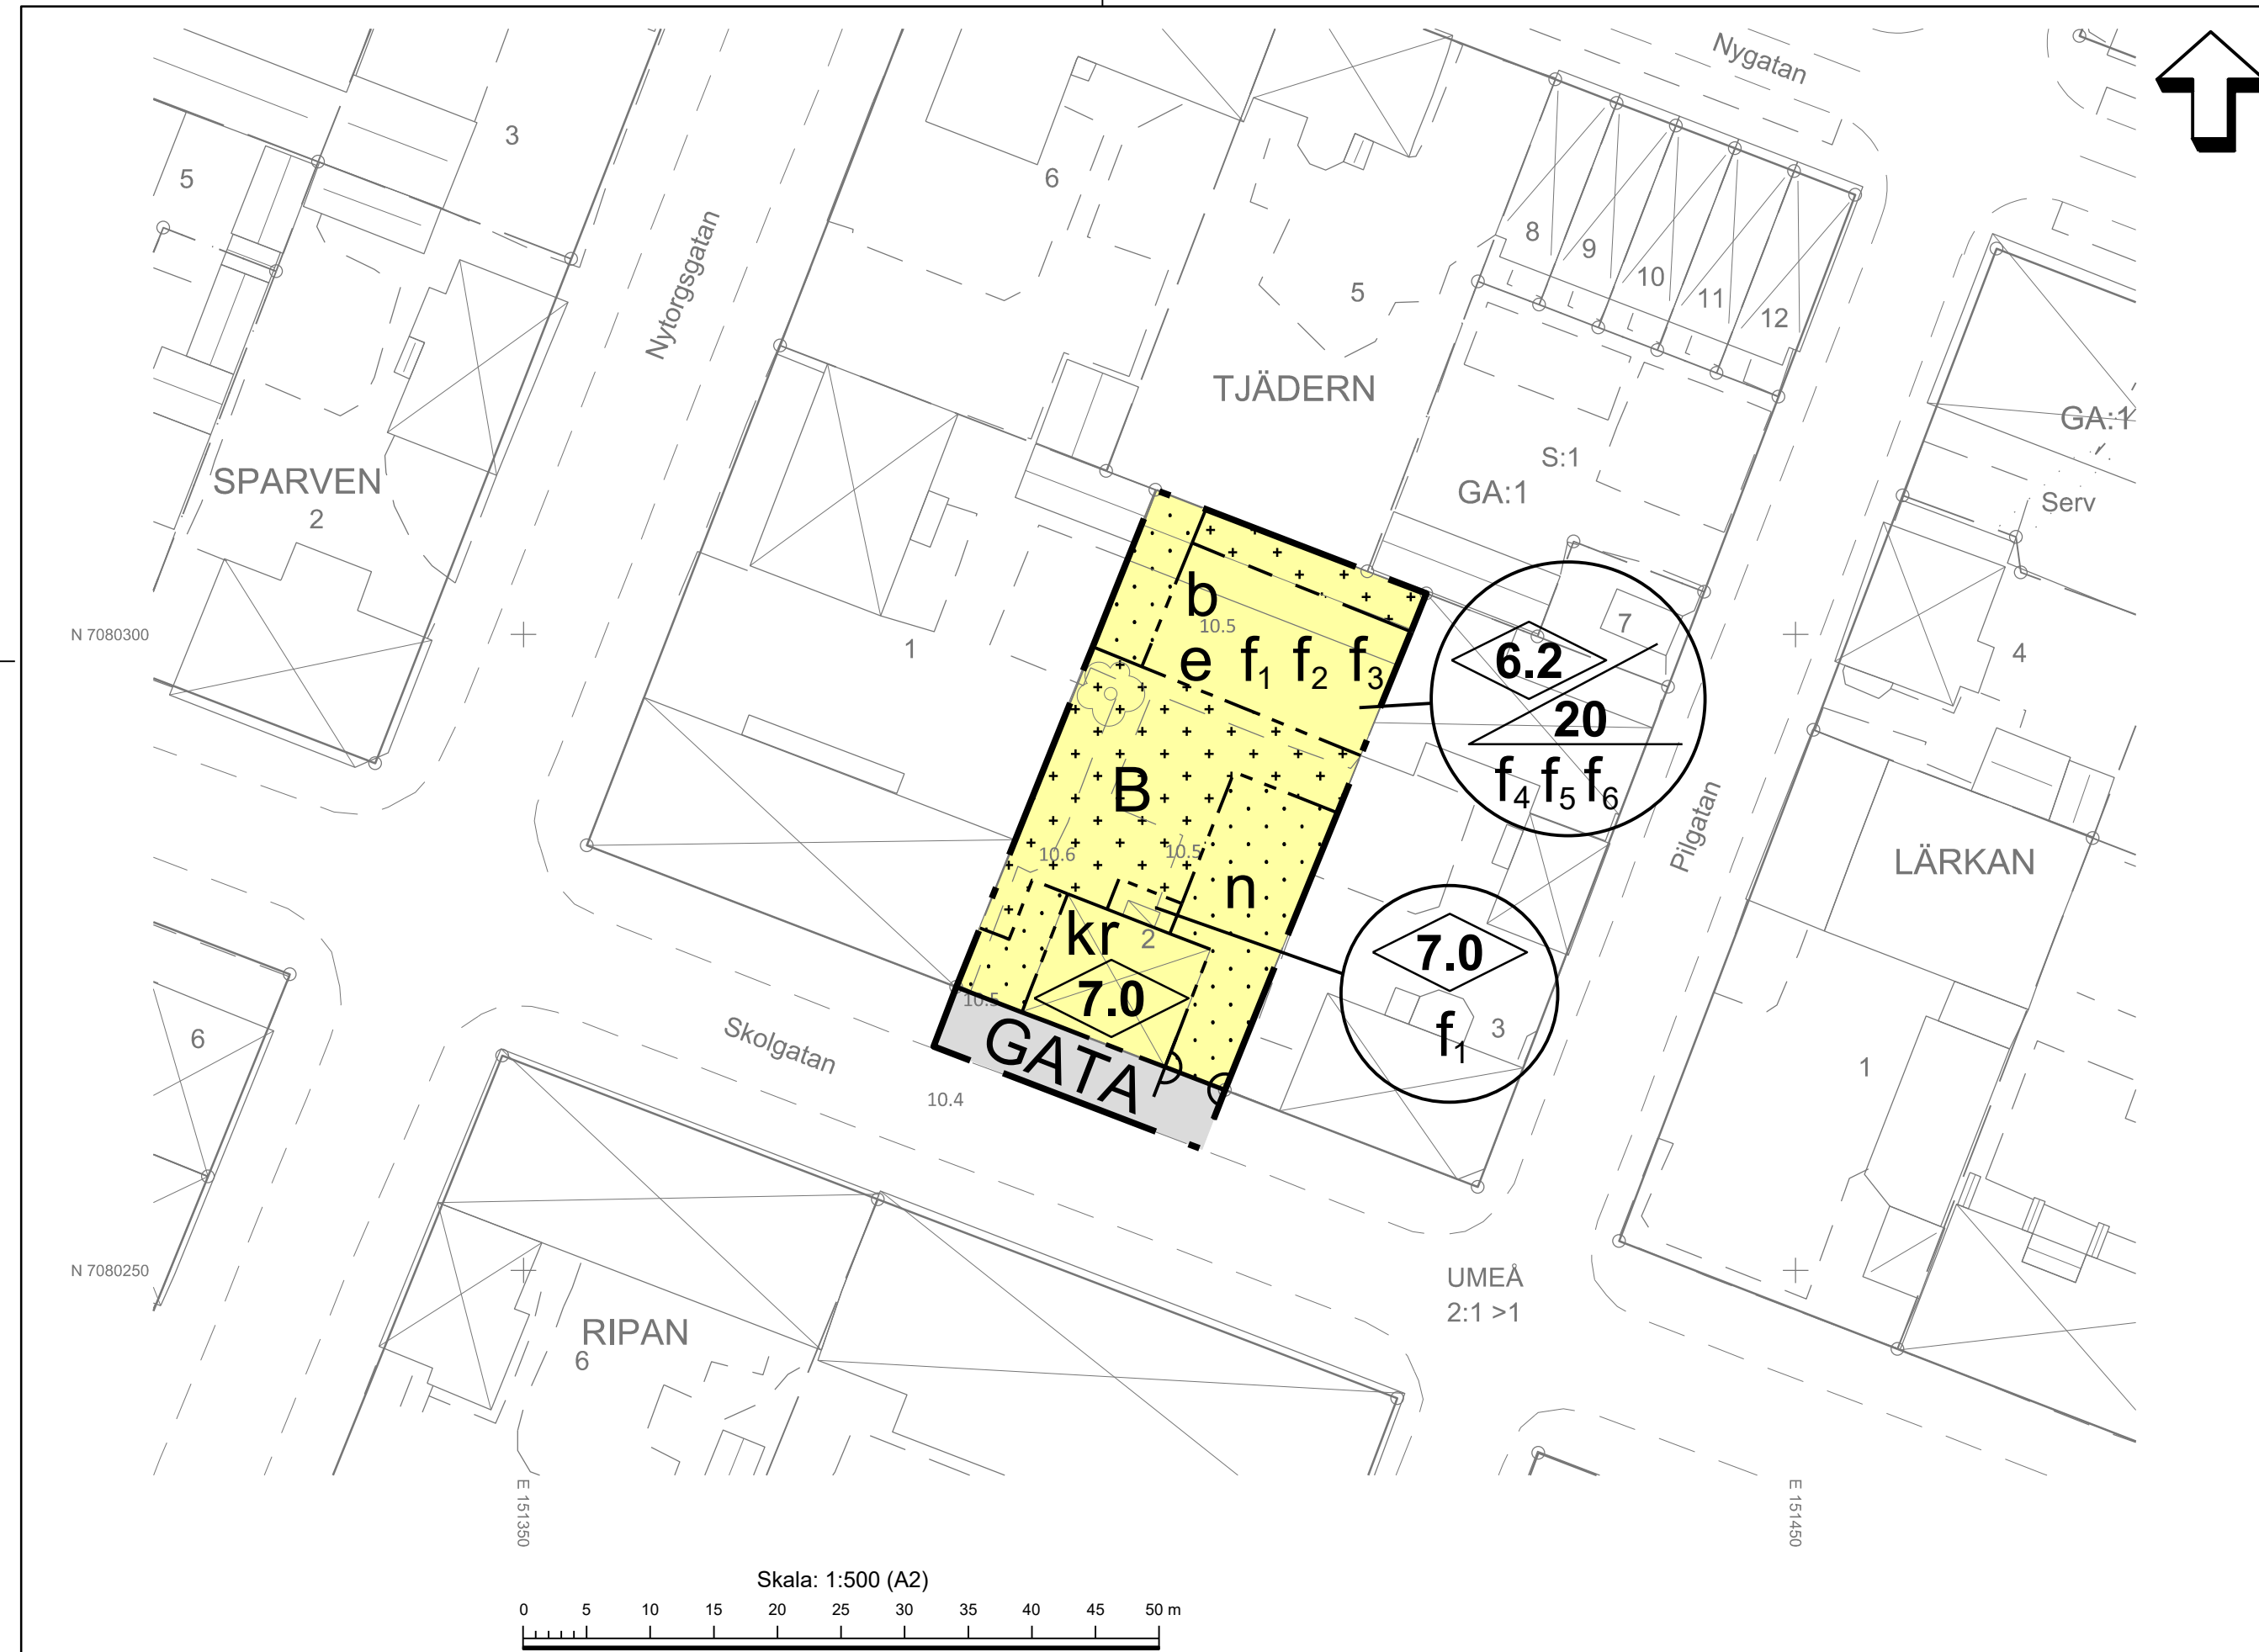 Nygatan
3
5
6
Nytorgsgatan
8
9
10
11
12
5
TJÄDERN
GA:1
SPARVEN
2
S:1
GA:1
Serv
b
10.5
N 7080300
1
e f₁ f₂ f₃
6.2
7
4
20
f₄ f₅ f₆
B
Pilgatan
10.6
10.5
LÄRKAN
n
kr
2
7.0
7.0
10.5
GATA
f₁
3
6
Skolgatan
10.4
1
N 7080250
UMEÅ
2:1 >1
RIPAN
6
E 151350
E 151450
Skala: 1:500 (A2)
0 5 10 15 20 25 30 35 40 45 50 m